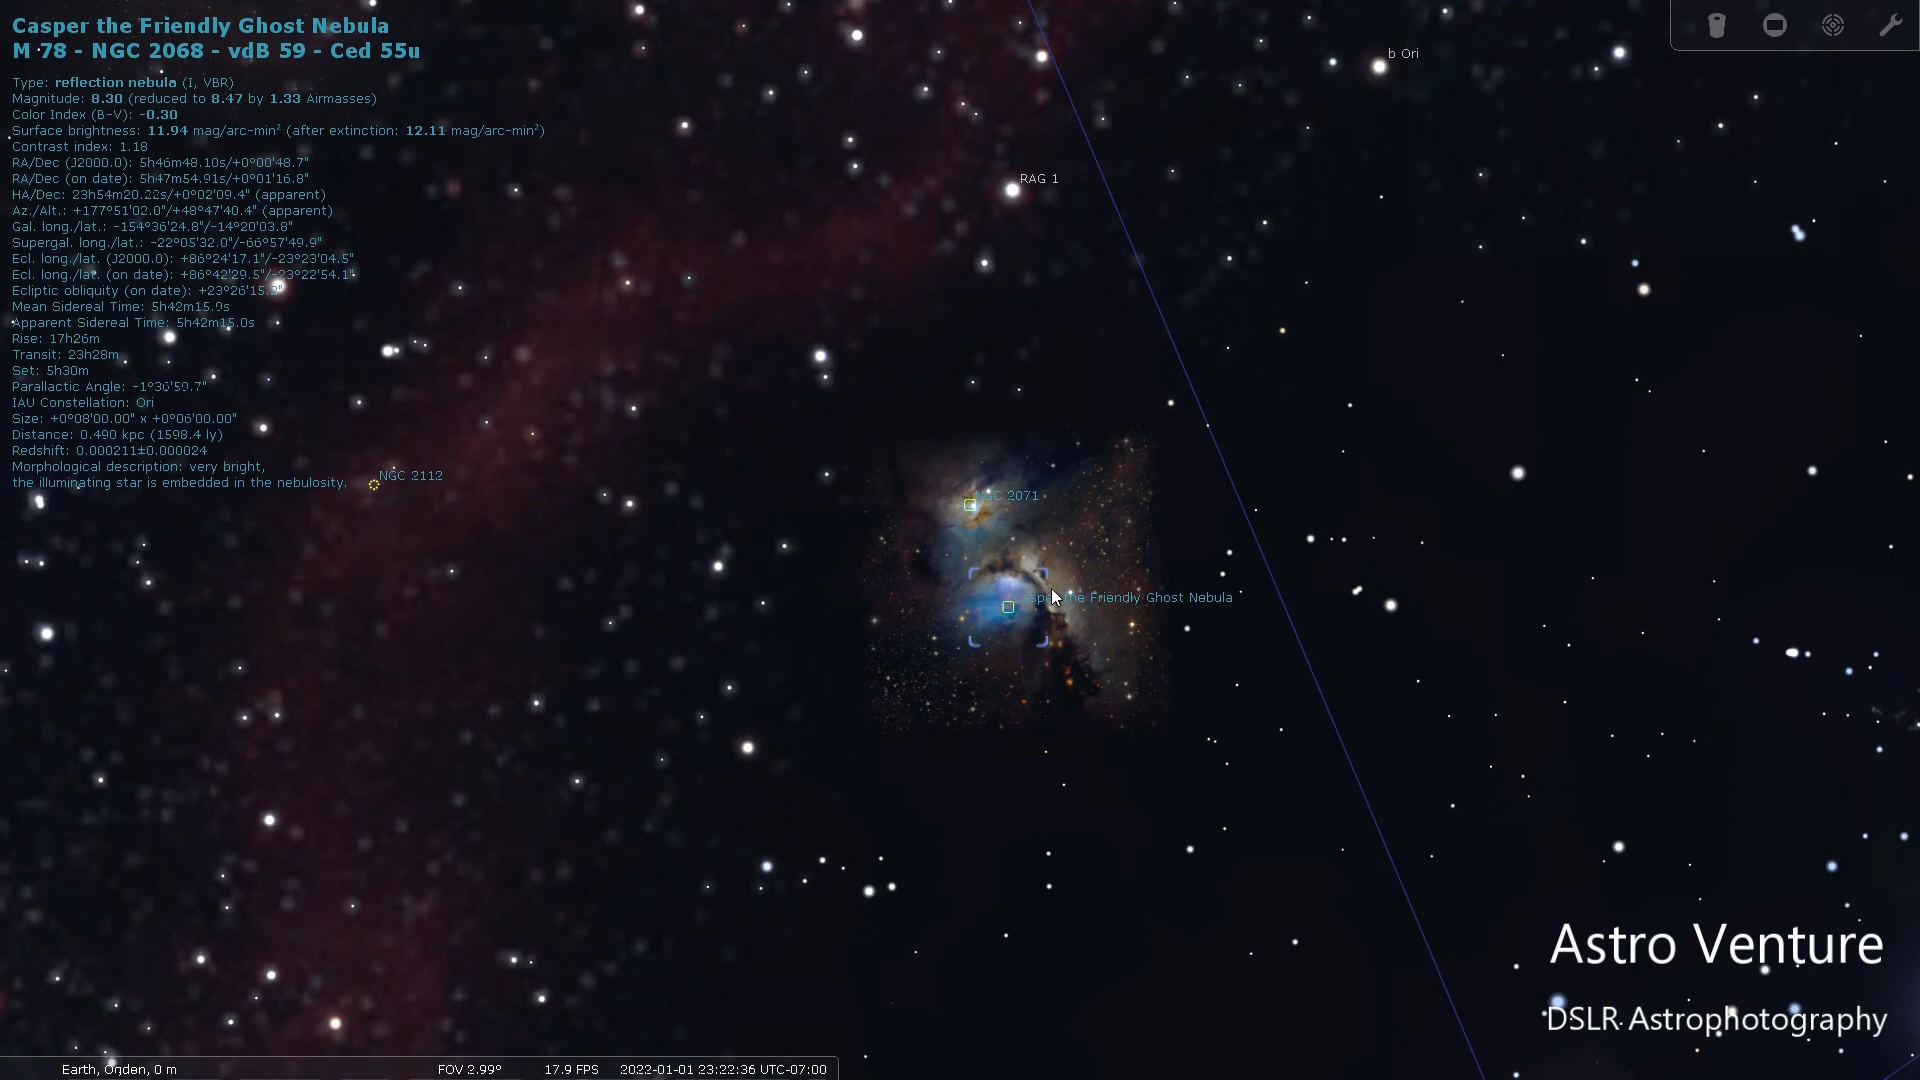 Casper the Friendly Ghost Nebula
M 78 - NGC 2068 - vdB 59 - Ced 55u
Type: reflection nebula (I, VBR)
Magnitude: 8.30 (reduced to 8.47 by 1.33 Airmasses)
Color Index (B-V): -0.30
Surface brightness: 11.94 mag/arc-min² (after extinction: 12.11 mag/arc-min²)
Contrast index: 1.18
RA/Dec (J2000.0): 5h46m48.10s/+0°00'48.7"
RA/Dec (on date): 5h47m54.91s/+0°01'16.8"
HA/Dec: 23h54m20.22s/+0°02'09.4" (apparent)
Az./Alt.: +177°51'02.0"/+48°47'40.4" (apparent)
Gal. long./lat.: -154°36'24.8"/-14°20'03.8"
Supergal. long./lat.: -22°05'32.0"/-66°57'49.9"
Ecl. long./lat. (J2000.0): +86°24'17.1"/-23°23'04.5"
Ecl. long./lat. (on date): +86°42'29.5"/-23°22'54.1"
Ecliptic obliquity (on date): +23°26'15.2"
Mean Sidereal Time: 5h42m15.0s
Apparent Sidereal Time: 5h42m15.0s
Rise: 17h26m
Transit: 23h28m
Set: 5h30m
Parallactic Angle: -1°36'50.7"
IAU Constellation: Ori
Size: +0°08'00.00" x +0°06'00.00"
Distance: 0.490 kpc (1598.4 ly)
Redshift: 0.000211±0.000024
Morphological description: very bright,
the illuminating star is embedded in the nebulosity.
b Ori
RAG 1
NGC 2112
NGC 2071
Casper the Friendly Ghost Nebula
Astro Venture
DSLR Astrophotography
Earth, Ogden, 0 m FOV 2.99° 17.9 FPS 2022-01-01 23:22:36 UTC-07:00